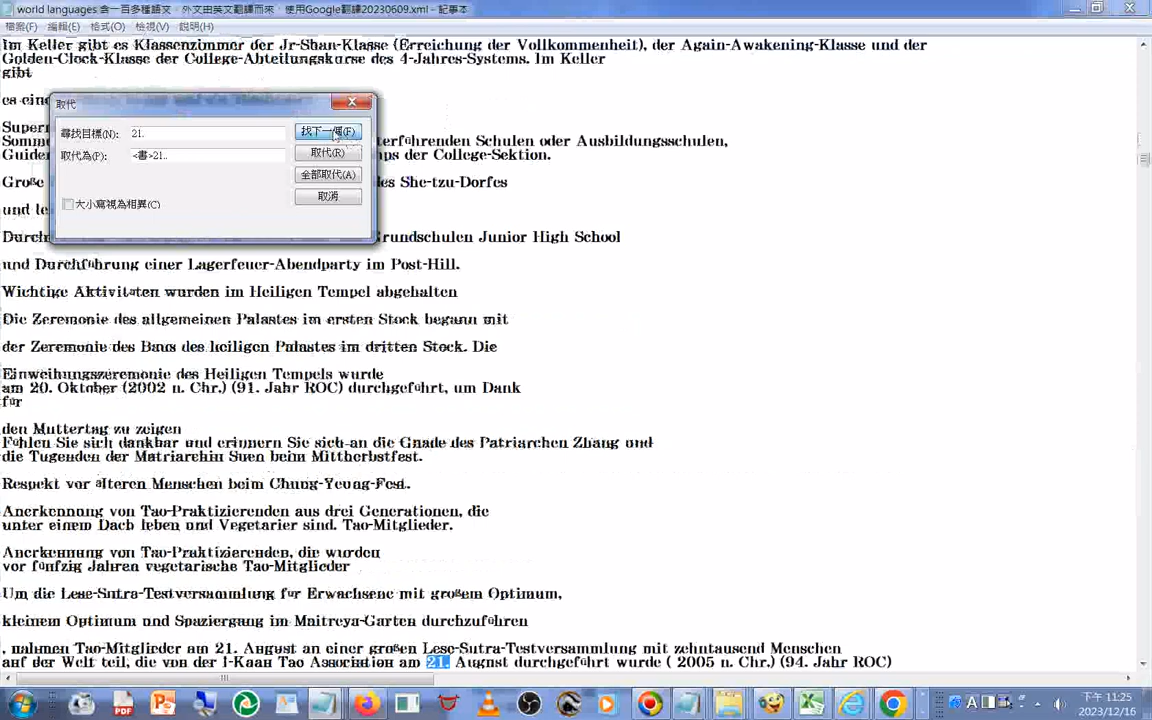 world languages 含一百多種語文﹐外文由英文翻譯而來﹐使用Google翻譯20230609.xml - 記事本
檔案(F) 編輯(E) 格式(O) 檢視(V) 說明(H)
Im Keller gibt es Klassenzimmer der Jr-Shan-Klasse (Erreichung der Vollkommenheit), der Again-Awakening-Klasse und der
Golden-Clock-Klasse der College-Abteilungskurse des 4-Jahres-Systems. Im Keller
gibt
es eine
取代
尋找目標(N): 21.
找下一個(F)
取代為(P): <書>21..
取代(R)
全部取代(A)
取消
大小寫視為相異(C)
Supern
Somme
terführenden Schulen oder Ausbildungsschulen,
Guiden
ps der College-Sektion.
Große
des She-tzu-Dorfes
und le
Durch
Grundschulen Junior High School
und Durchführung einer Lagerfeuer-Abendparty im Post-Hill.
Wichtige Aktivitäten wurden im Heiligen Tempel abgehalten
Die Zeremonie des allgemeinen Palastes im ersten Stock begann mit
der Zeremonie des Baus des heiligen Palastes im dritten Stock. Die
Einweihungszeremonie des Heiligen Tempels wurde
am 20. Oktober (2002 n. Chr.) (91. Jahr ROC) durchgeführt, um Dank
für
den Muttertag zu zeigen
Fühlen Sie sich dankbar und erinnern Sie sich an die Gnade des Patriarchen Zhang und
die Tugenden der Matriarchin Suen beim Mittherbstfest.
Respekt vor älteren Menschen beim Chung-Yeung-Fest.
Anerkennung von Tao-Praktizierenden aus drei Generationen, die
unter einem Dach leben und Vegetarier sind. Tao-Mitglieder.
Anerkennung von Tao-Praktizierenden, die wurden
vor fünfzig Jahren vegetarische Tao-Mitglieder
Um die Lese-Sutra-Testversammlung für Erwachsene mit großem Optimum,
kleinem Optimum und Spaziergang im Maitreya-Garten durchzuführen
, nahmen Tao-Mitglieder am 21. August an einer großen Lese-Sutra-Testversammlung mit zehntausend Menschen
auf der Welt teil, die von der I-Kuan Tao Association am 21. August durchgeführt wurde ( 2005 n. Chr.) (94. Jahr ROC)
下午 11:25
2023/12/16